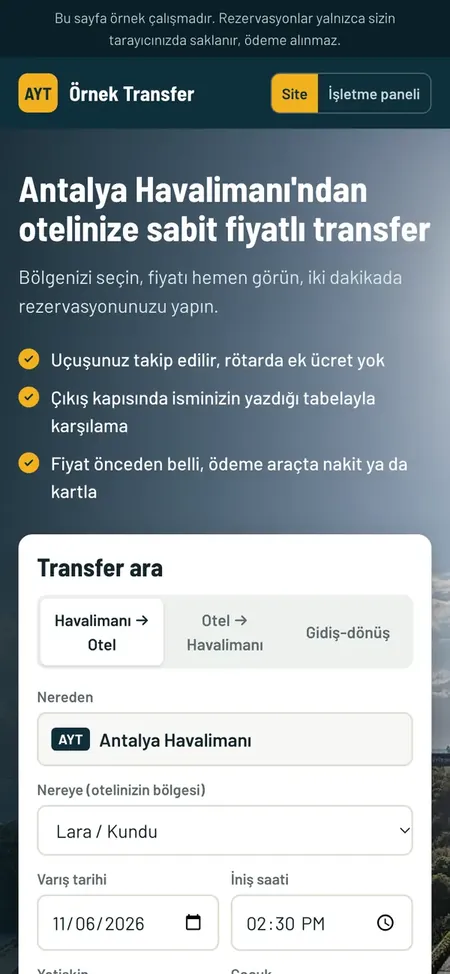 Bu sayfa örnek çalışmadır. Rezervasyonlar yalnızca sizin
tarayıcınızda saklanır, ödeme alınmaz.
AYT Örnek Transfer
Site
İşletme paneli
Antalya Havalimanı'ndan
otelinize sabit fiyatlı transfer
Bölgenizi seçin, fiyatı hemen görün, iki dakikada
rezervasyonunuzu yapın.
Uçuşunuz takip edilir, rötarda ek ücret yok
Çıkış kapısında isminizin yazdığı tabelayla
karşılama
Fiyat önceden belli, ödeme araçta nakit ya da
kartla
Transfer ara
Havalimanı →
Otel
Otel →
Havalimanı
Gidiş-dönüş
Nereden
AYT Antalya Havalimanı
Nereye (otelinizin bölgesi)
Lara / Kundu
Varış tarihi
İniş saati
11/06/2026
02:30 PM
Yetişkin
Çocuk